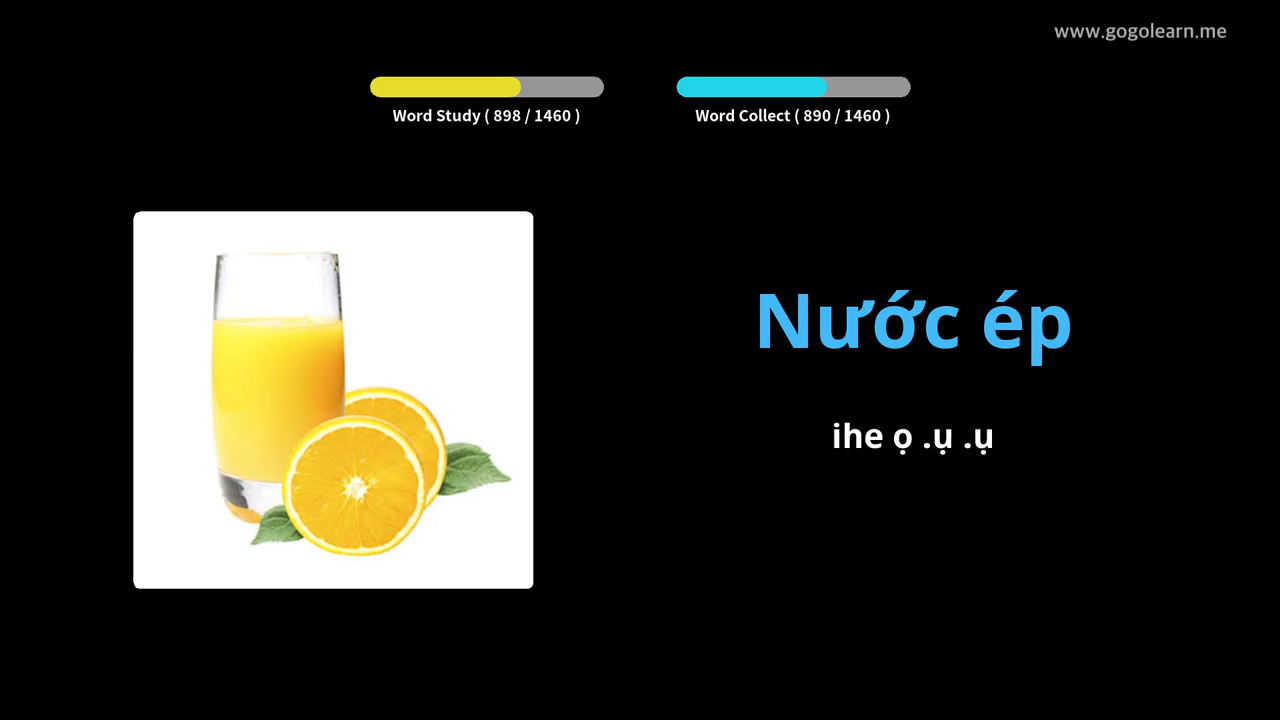 www.gogolearn.me
Word Study ( 898 / 1460 )
Word Collect ( 890 / 1460 )
Nước ép
ihe ọ .ụ .ụ